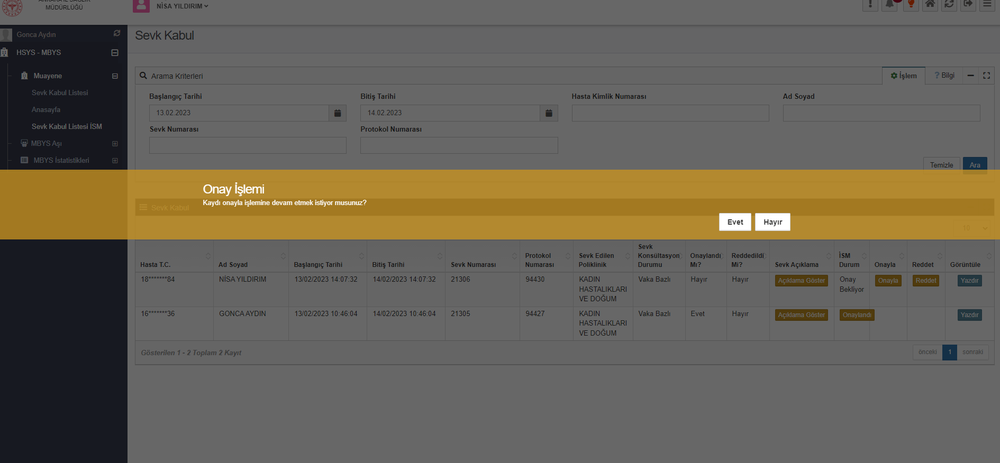 ANKARA İL SAĞLIK
MÜDÜRLÜĞÜ
NİSA YILDIRIM
Gonca Aydın
HSYS - MBYS
Muayene
Sevk Kabul Listesi
Anasayfa
Sevk Kabul Listesi İSM
MBYS Aşı
MBYS İstatistikleri
Sevk Kabul
Arama Kriterleri
İşlem
? Bilgi
Başlangıç Tarihi
Bitiş Tarihi
Hasta Kimlik Numarası
Ad Soyad
13.02.2023
14.02.2023
Sevk Numarası
Protokol Numarası
Temizle
Ara
Onay İşlemi
Kaydı onayla işlemine devam etmek istiyor musunuz?
Sevk Kabul
Evet
Hayır
10
Hasta T.C.
Ad Soyad
Başlangıç Tarihi
Bitiş Tarihi
Sevk Numarası
Protokol
Numarası
Sevk Edilen
Poliklinik
Sevk
Konsültasyon
Durumu
Onaylandı
Mı?
Reddedildi
Mi?
Sevk Açıklama
İSM
Durum
Onayla
Reddet
Görüntüle
18*******84
NİSA YILDIRIM
13/02/2023 14:07:32
14/02/2023 14:07:32
21306
94430
KADIN
HASTALIKLARI
VE DOĞUM
Vaka Bazlı
Hayır
Hayır
Açıklama Göster
Onay
Bekliyor
Onayla
Reddet
Yazdır
16*******36
GONCA AYDIN
13/02/2023 10:46:04
14/02/2023 10:46:04
21305
94427
KADIN
HASTALIKLARI
VE DOĞUM
Vaka Bazlı
Evet
Hayır
Açıklama Göster
Onaylandı
Yazdır
Gösterilen 1 - 2 Toplam 2 Kayıt
önceki
1
sonraki